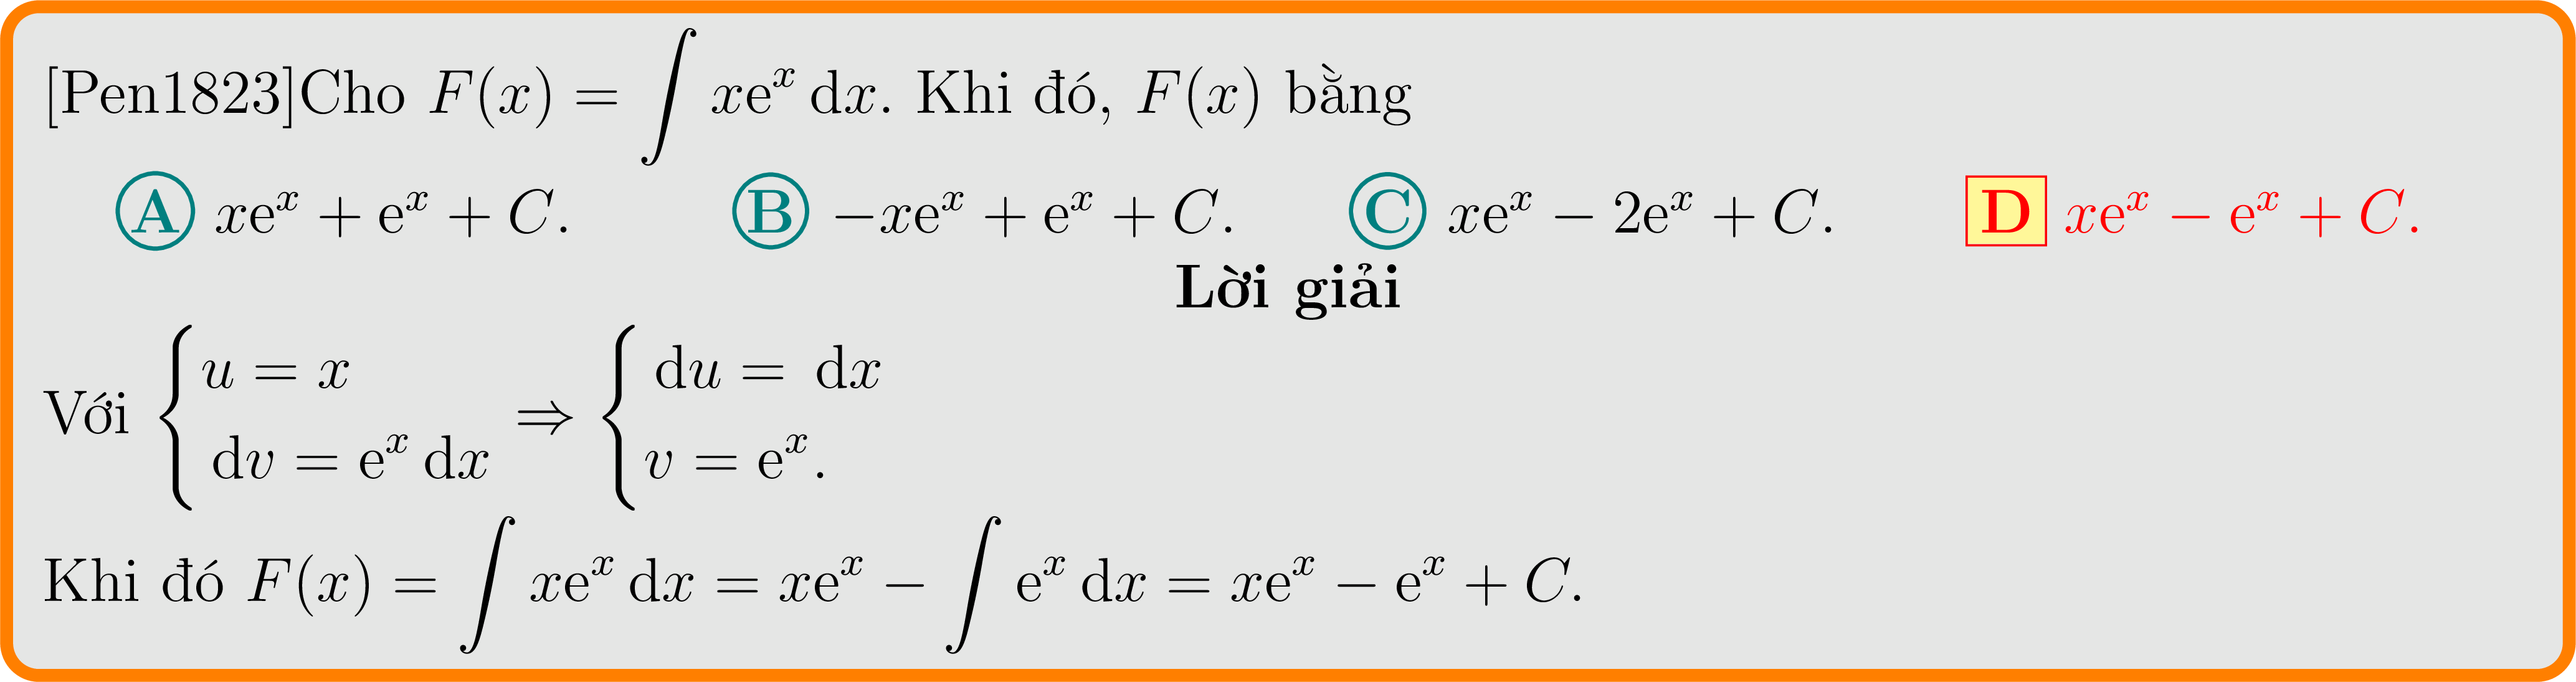 [Pen1823]Cho $F(x) = \int x\mathrm{e}^x \,\mathrm{d}x$. Khi đó, $F(x)$ bằng
A $x\mathrm{e}^x + \mathrm{e}^x + C$. B $-x\mathrm{e}^x + \mathrm{e}^x + C$. C $x\mathrm{e}^x - 2\mathrm{e}^x + C$. D $x\mathrm{e}^x - \mathrm{e}^x + C$.
Lời giải
Với $\begin{cases} u = x \\ \mathrm{d}v = \mathrm{e}^x \,\mathrm{d}x \end{cases} \Rightarrow \begin{cases} \mathrm{d}u = \mathrm{d}x \\ v = \mathrm{e}^x. \end{cases}$
Khi đó $F(x) = \int x\mathrm{e}^x \,\mathrm{d}x = x\mathrm{e}^x - \int \mathrm{e}^x \,\mathrm{d}x = x\mathrm{e}^x - \mathrm{e}^x + C$.